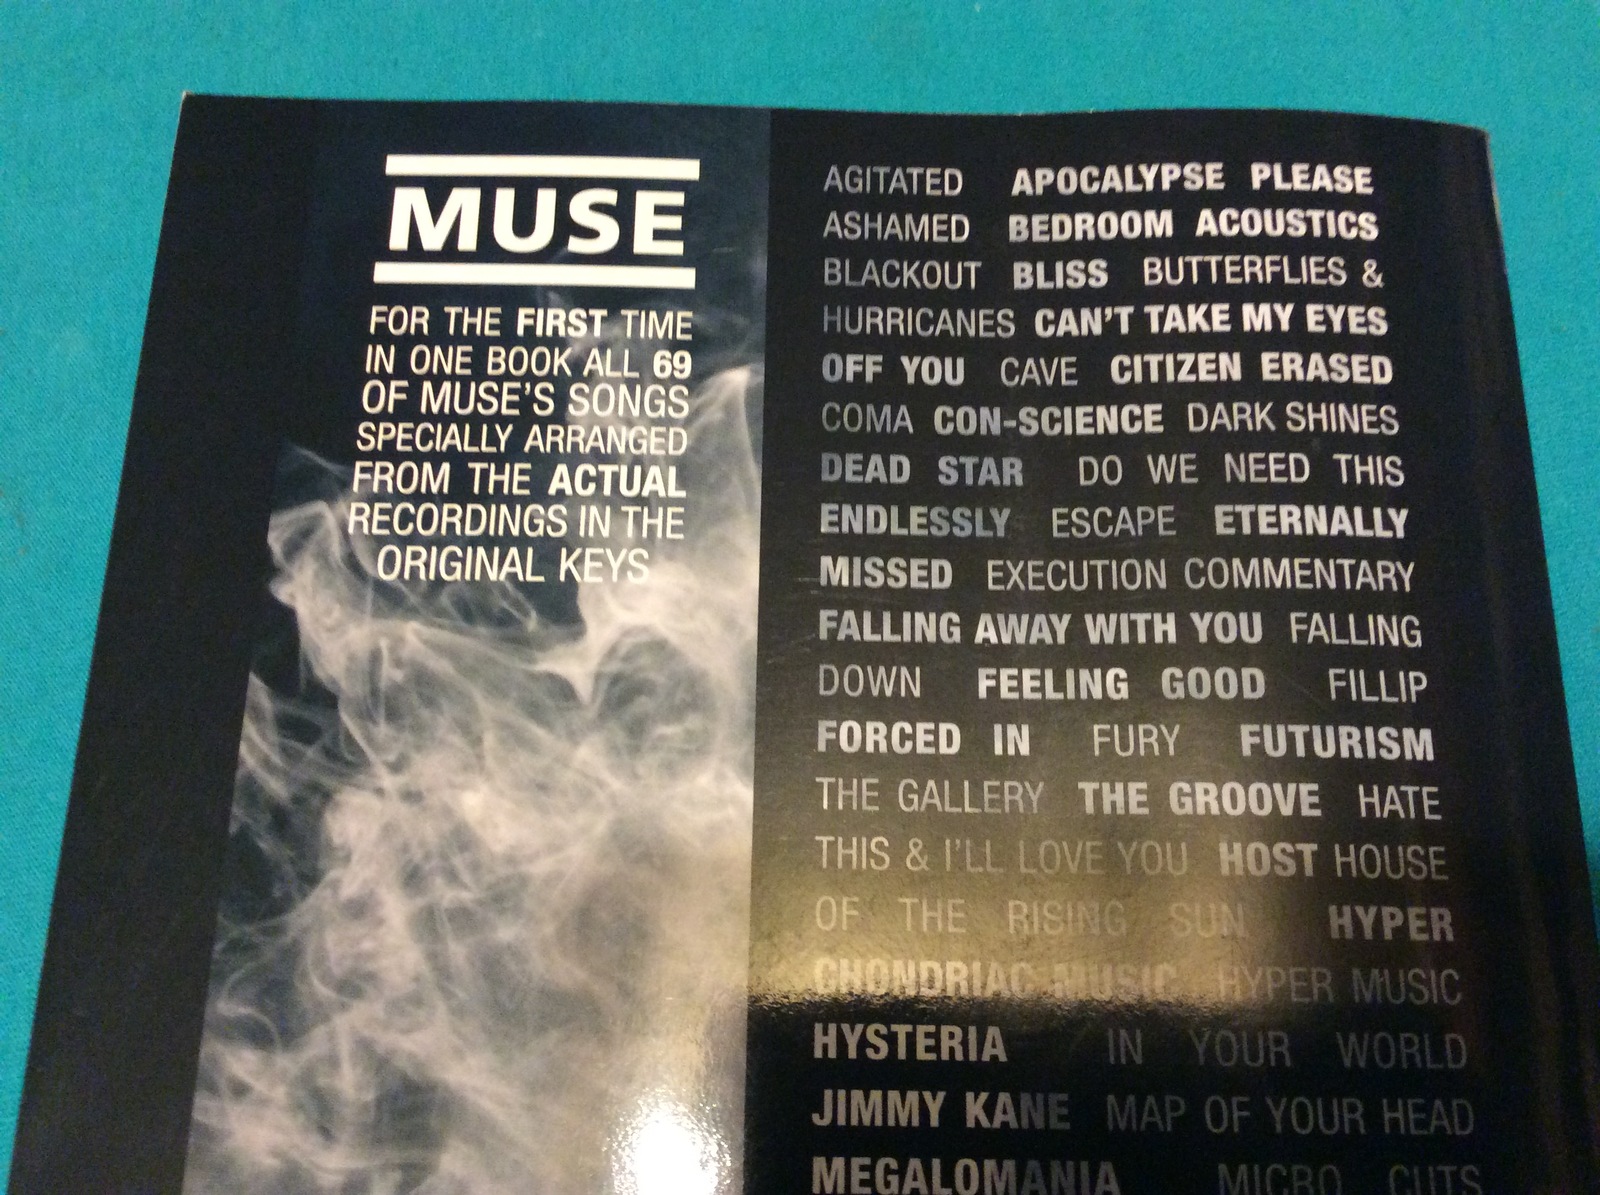 MUSE
FOR THE FIRST TIME
IN ONE BOOK ALL 69
OF MUSE'S SONGS
SPECIALLY ARRANGED
FROM THE ACTUAL
RECORDINGS IN THE
ORIGINAL KEYS
AGITATED APOCALYPSE PLEASE
ASHAMED BEDROOM ACOUSTICS
BLACKOUT BLISS BUTTERFLIES &
HURRICANES CAN'T TAKE MY EYES
OFF YOU CAVE CITIZEN ERASED
COMA CON-SCIENCE DARK SHINES
DEAD STAR DO WE NEED THIS
ENDLESSLY ESCAPE ETERNALLY
MISSED EXECUTION COMMENTARY
FALLING AWAY WITH YOU FALLING
DOWN FEELING GOOD FILLIP
FORCED IN FURY FUTURISM
THE GALLERY THE GROOVE HATE
THIS & I'LL LOVE YOU HOST HOUSE
OF THE RISING SUN HYPER
CHONDRIAC MUSIC HYPER MUSIC
HYSTERIA IN YOUR WORLD
JIMMY KANE MAP OF YOUR HEAD
MEGALOMANIA MICRO CUTS